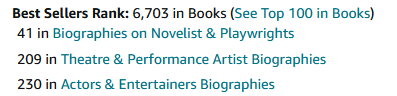 Best Sellers Rank: 6,703 in Books (See Top 100 in Books)
41 in Biographies on Novelist & Playwrights
209 in Theatre & Performance Artist Biographies
230 in Actors & Entertainers Biographies